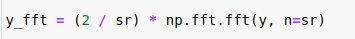 y_fft = (2 / sr) * np.fft.fft(y, n=sr)